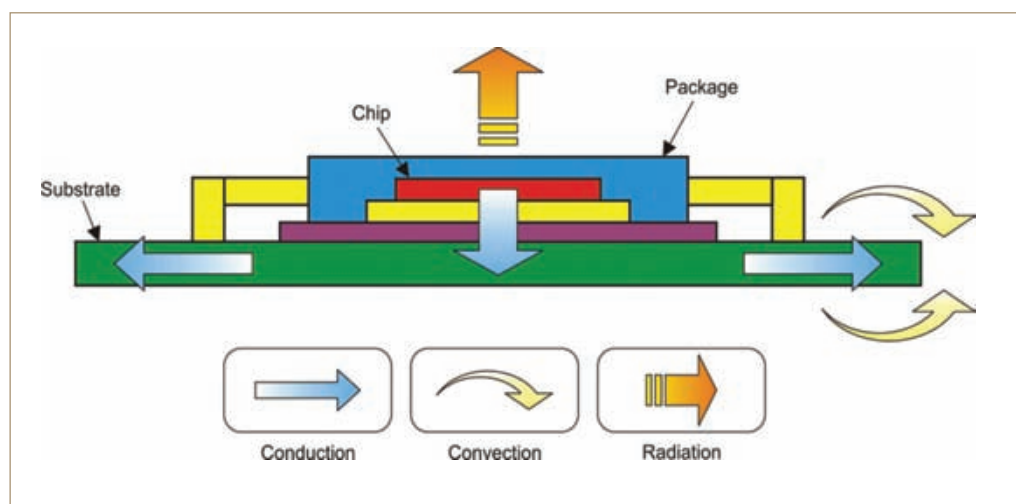 Package
Chip
Substrate
Conduction
Convection
Radiation